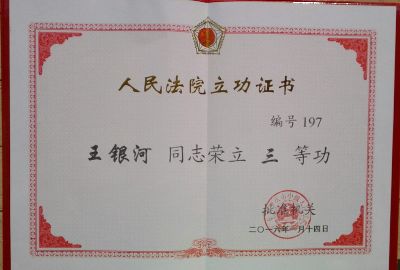 人民法院立功证书
编号 197
王银河 同志荣立 三 等功
批准机关
二〇一六年一月十四日